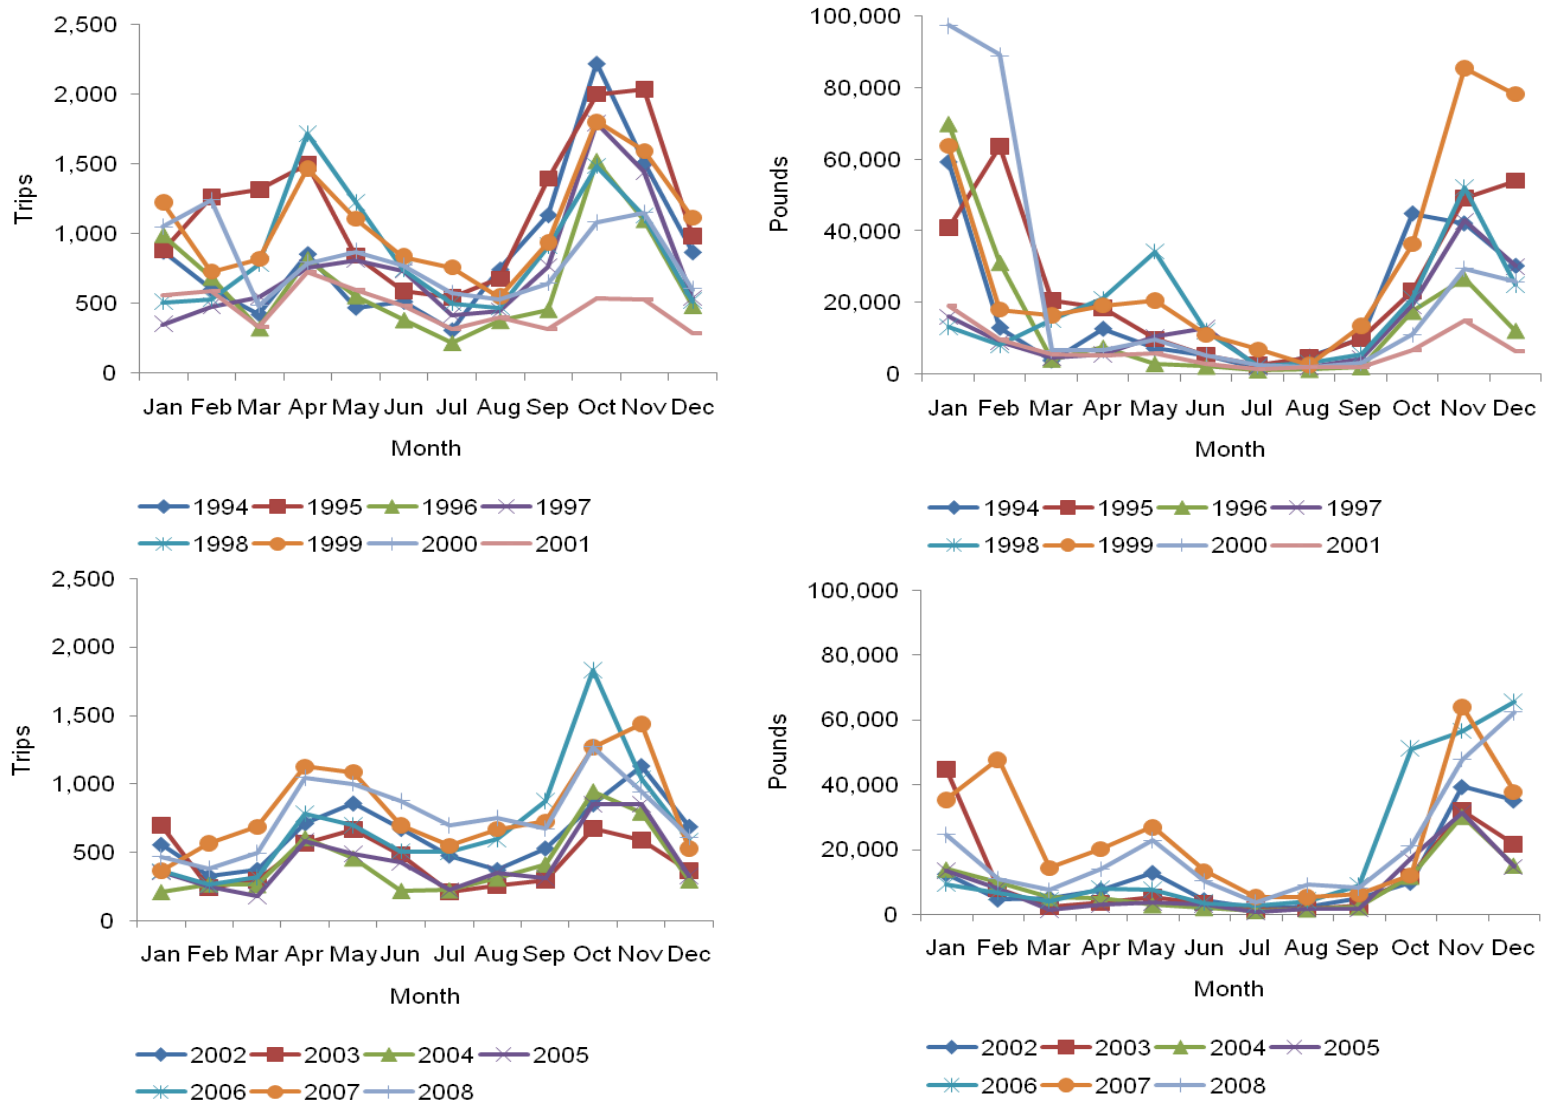 2,500
2,000
1,500
1,000
500
0
Trips
Jan Feb Mar Apr May Jun Jul Aug Sep Oct Nov Dec
Month
1994 1995 1996 1997
1998 1999 2000 2001
100,000
80,000
60,000
40,000
20,000
0
Pounds
Jan Feb Mar Apr May Jun Jul Aug Sep Oct Nov Dec
Month
1994 1995 1996 1997
1998 1999 2000 2001
2,500
2,000
1,500
1,000
500
0
Trips
Jan Feb Mar Apr May Jun Jul Aug Sep Oct Nov Dec
Month
2002 2003 2004 2005
2006 2007 2008
100,000
80,000
60,000
40,000
20,000
0
Pounds
Jan Feb Mar Apr May Jun Jul Aug Sep Oct Nov Dec
Month
2002 2003 2004 2005
2006 2007 2008